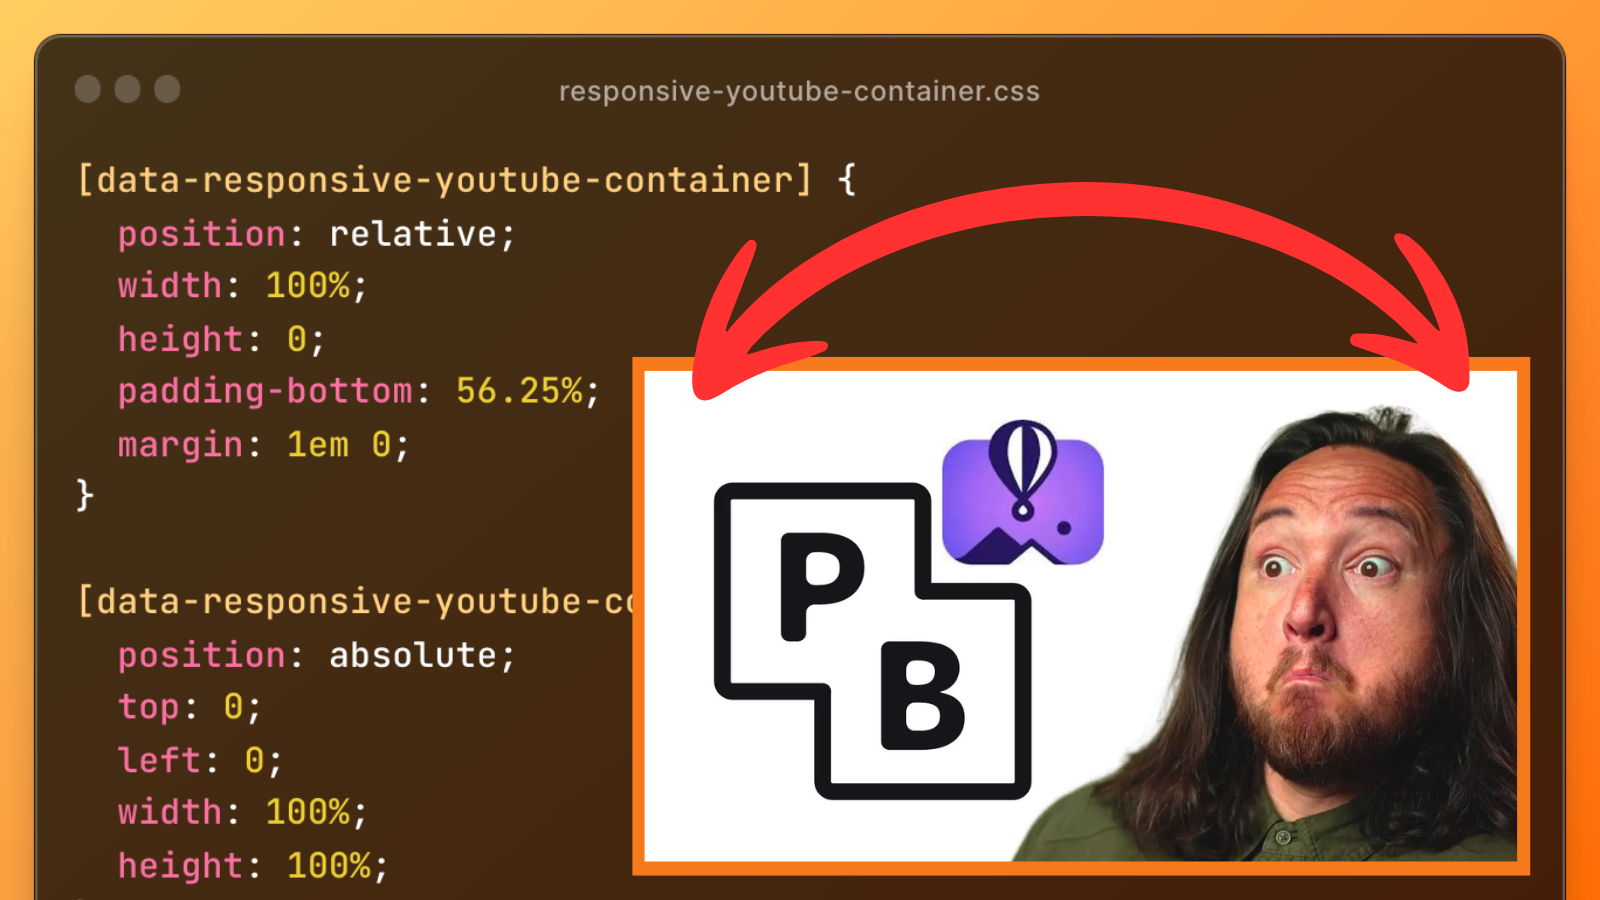 responsive-youtube-container.css
[data-responsive-youtube-container] {
position: relative;
width: 100%;
height: 0;
padding-bottom: 56.25%;
margin: 1em 0;
}
[data-responsive-youtube-co
position: absolute;
top: 0;
left: 0;
width: 100%;
height: 100%;
P
B